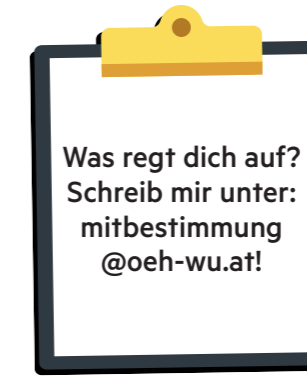 Was regt dich auf?
Schreib mir unter:
mitbestimmung
@oeh-wu.at!